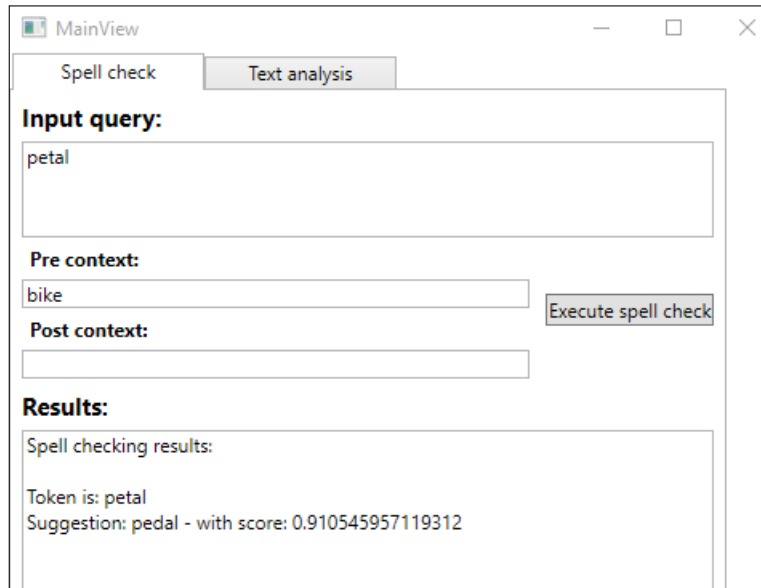 MainView
Spell check
Text analysis
Input query:
petal
Pre context:
bike
Execute spell check
Post context:
Results:
Spell checking results:
Token is: petal
Suggestion: pedal - with score: 0.910545957119312